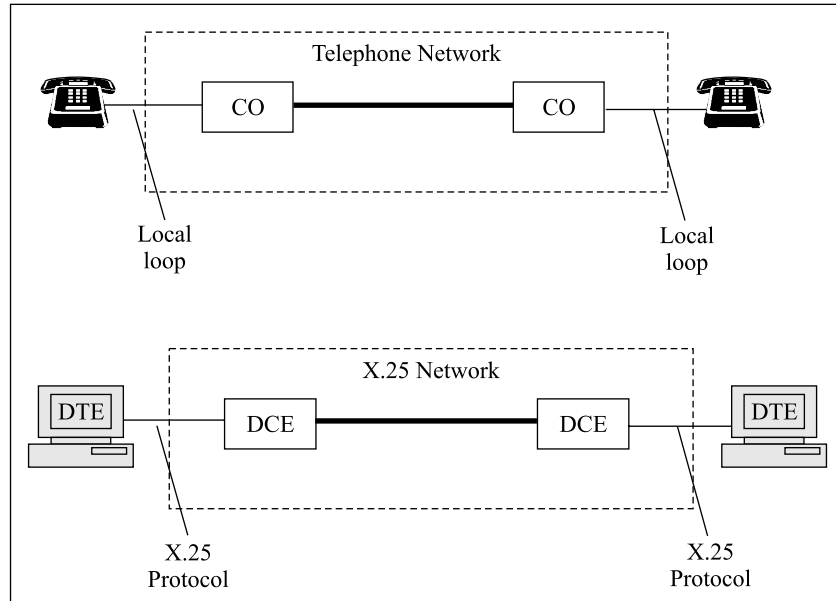 Telephone Network
CO
CO
Local
loop
Local
loop
X.25 Network
DTE
DCE
DCE
DTE
X.25
Protocol
X.25
Protocol